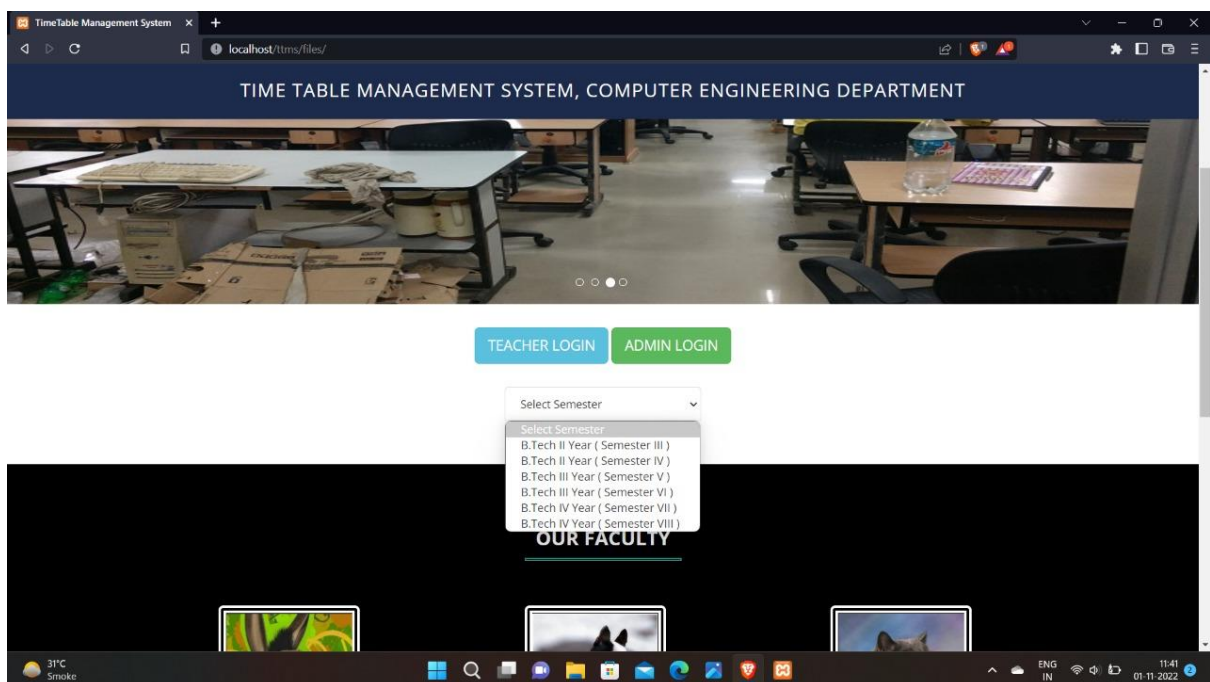 TimeTable Management System
localhost/ttms/files/
TIME TABLE MANAGEMENT SYSTEM, COMPUTER ENGINEERING DEPARTMENT
TEACHER LOGIN ADMIN LOGIN
Select Semester
Select Semester
B.Tech II Year ( Semester III )
B.Tech II Year ( Semester IV )
B.Tech III Year ( Semester V )
B.Tech III Year ( Semester VI )
B.Tech IV Year ( Semester VII )
B.Tech IV Year ( Semester VIII )
OUR FACULTY
31°C
Smoke
ENG
IN
11:41
01-11-2022
2